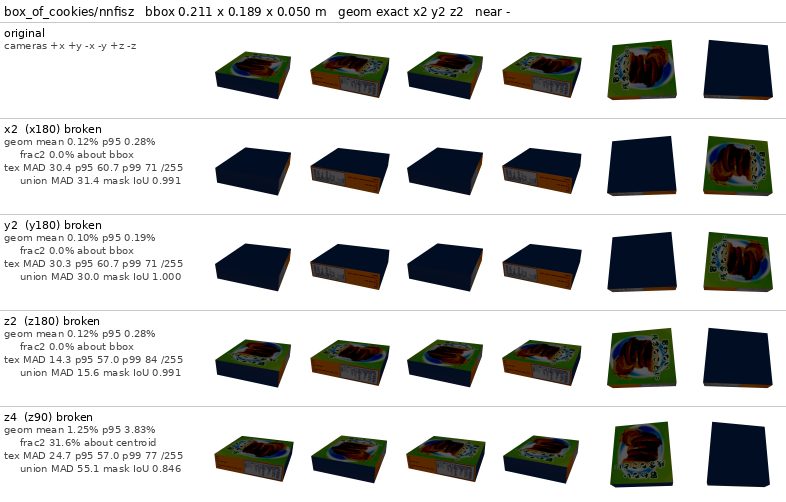 box_of_cookies/nnfisz bbox 0.211 x 0.189 x 0.050 m geom exact x2 y2 z2 near -
original
cameras +x +y -x -y +z -z
x2 (x180) broken
geom mean 0.12% p95 0.28%
frac2 0.0% about bbox
tex MAD 30.4 p95 60.7 p99 71 /255
union MAD 31.4 mask IoU 0.991
y2 (y180) broken
geom mean 0.10% p95 0.19%
frac2 0.0% about bbox
tex MAD 30.3 p95 60.7 p99 71 /255
union MAD 30.0 mask IoU 1.000
z2 (z180) broken
geom mean 0.12% p95 0.28%
frac2 0.0% about bbox
tex MAD 14.3 p95 57.0 p99 84 /255
union MAD 15.6 mask IoU 0.991
z4 (z90) broken
geom mean 1.25% p95 3.83%
frac2 31.6% about centroid
tex MAD 24.7 p95 57.0 p99 77 /255
union MAD 55.1 mask IoU 0.846